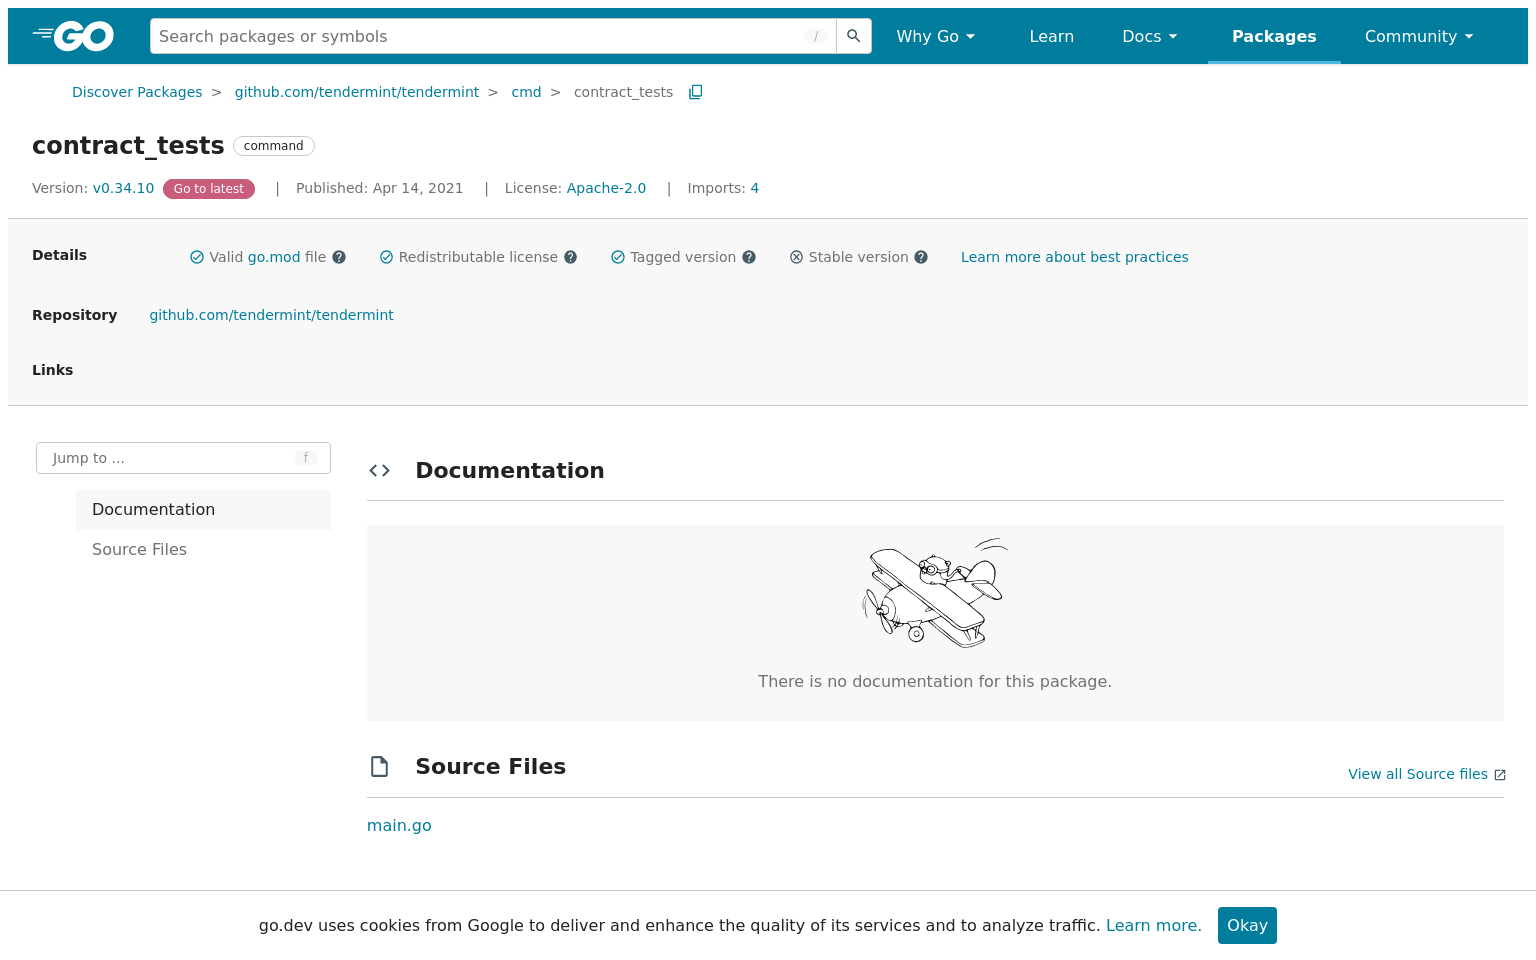 GO
Search packages or symbols
/
Why Go
Learn
Docs
Packages
Community
Discover Packages > github.com/tendermint/tendermint > cmd > contract_tests
contract_tests command
Version: v0.34.10 Go to latest | Published: Apr 14, 2021 | License: Apache-2.0 | Imports: 4
Details
Valid go.mod file ?
Redistributable license ?
Tagged version ?
Stable version ?
Learn more about best practices
Repository
github.com/tendermint/tendermint
Links
Jump to ...
f
Documentation
Source Files
Documentation
There is no documentation for this package.
Source Files
View all Source files
main.go
go.dev uses cookies from Google to deliver and enhance the quality of its services and to analyze traffic. Learn more.
Okay